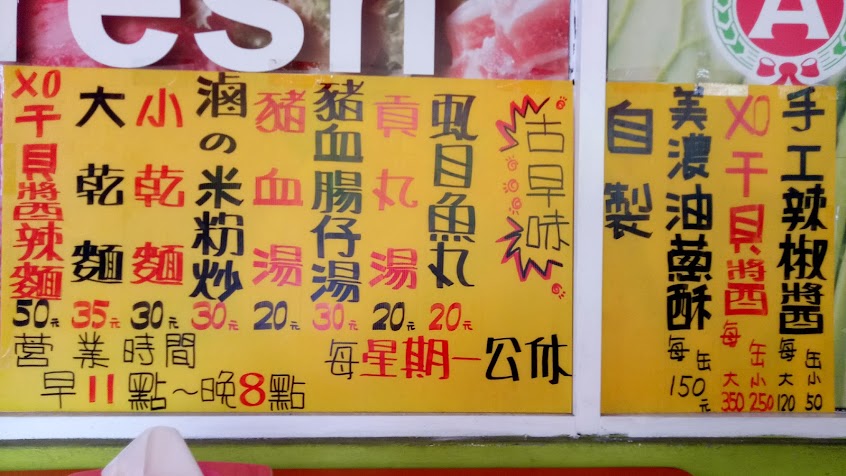 resh
A
手工辣椒醬 每缶 大120 小50
XO干貝醬 每缶 大350 小250
美濃油蔥酥 每缶150元
自製
古早味
虱目魚丸 20元
貢丸湯 20元
豬血腸仔湯 30元
豬血湯 20元
滷の米粉炒 30元
小乾麵 30元
大乾麵 35元
XO干貝醬辣麵 50元
營業時間 每星期一公休
早11點~晚8點